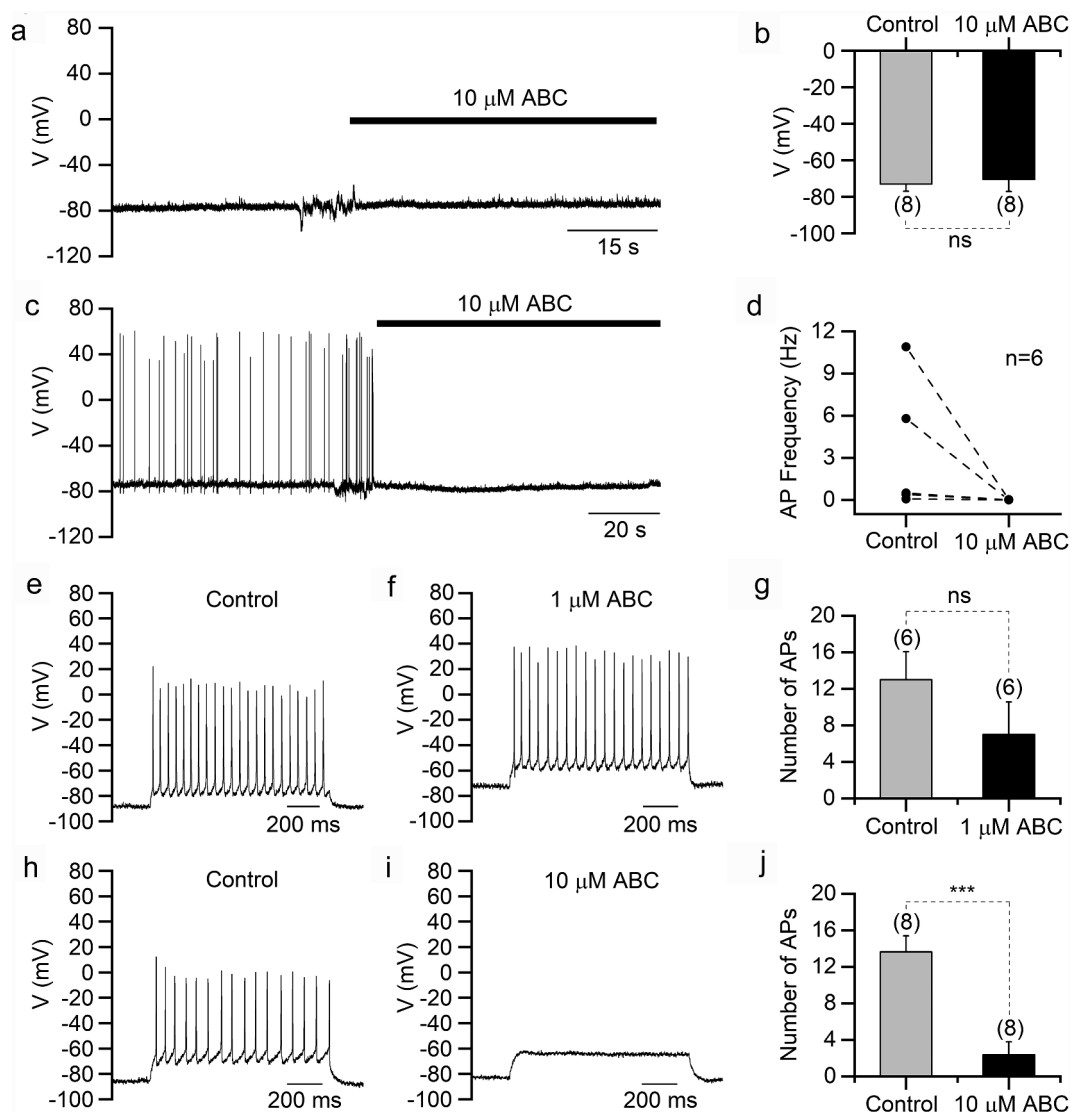 a
80
40
0
-40
-80
-120
V (mV)
10 μM ABC
15 s
b
Control 10 μM ABC
0
-20
-40
-60
-80
-100
V (mV)
(8) (8)
ns
c
80
40
0
-40
-80
-120
V (mV)
10 μM ABC
20 s
d
12
9
6
3
0
AP Frequency (Hz)
n=6
Control 10 μM ABC
e
Control
80
60
40
20
0
-20
-40
-60
-80
-100
V (mV)
200 ms
f
1 μM ABC
80
60
40
20
0
-20
-40
-60
-80
-100
V (mV)
200 ms
g
ns
20
16
12
8
4
0
Number of APs
(6)
(6)
Control 1 μM ABC
h
Control
80
60
40
20
0
-20
-40
-60
-80
-100
V (mV)
200 ms
i
10 μM ABC
80
60
40
20
0
-20
-40
-60
-80
-100
V (mV)
200 ms
j
***
20
16
12
8
4
0
Number of APs
(8)
(8)
Control 10 μM ABC